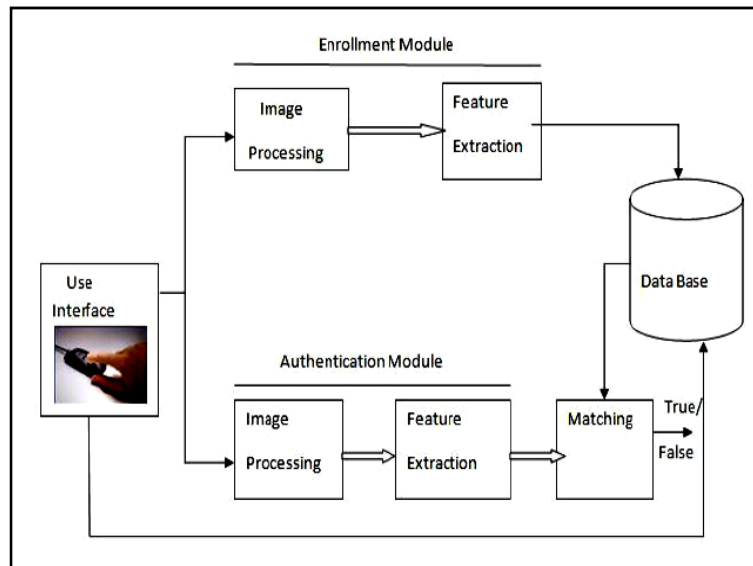 Enrollment Module
Image
Processing
Feature
Extraction
Use
Interface
Data Base
Authentication Module
Image
Processing
Feature
Extraction
Matching
True/
False